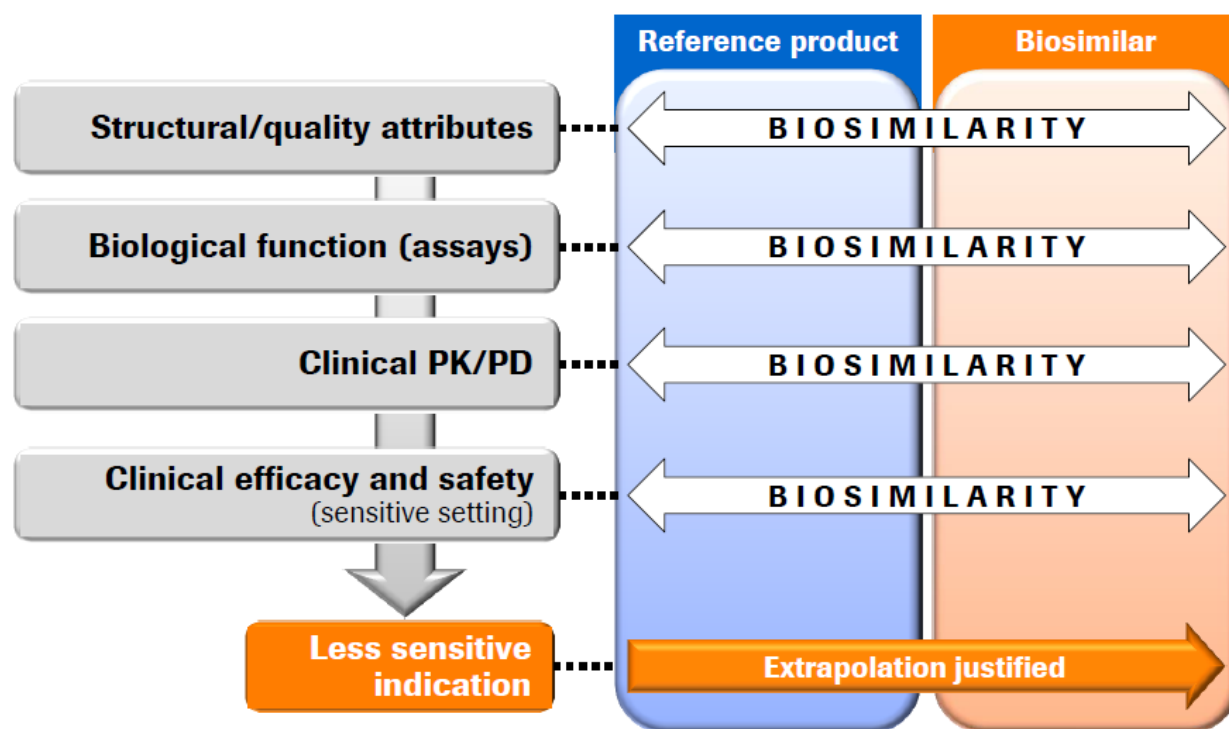 Reference product
Biosimilar
Structural/quality attributes
BIOSIMILARITY
Biological function (assays)
BIOSIMILARITY
Clinical PK/PD
BIOSIMILARITY
Clinical efficacy and safety
(sensitive setting)
BIOSIMILARITY
Less sensitive
indication
Extrapolation justified